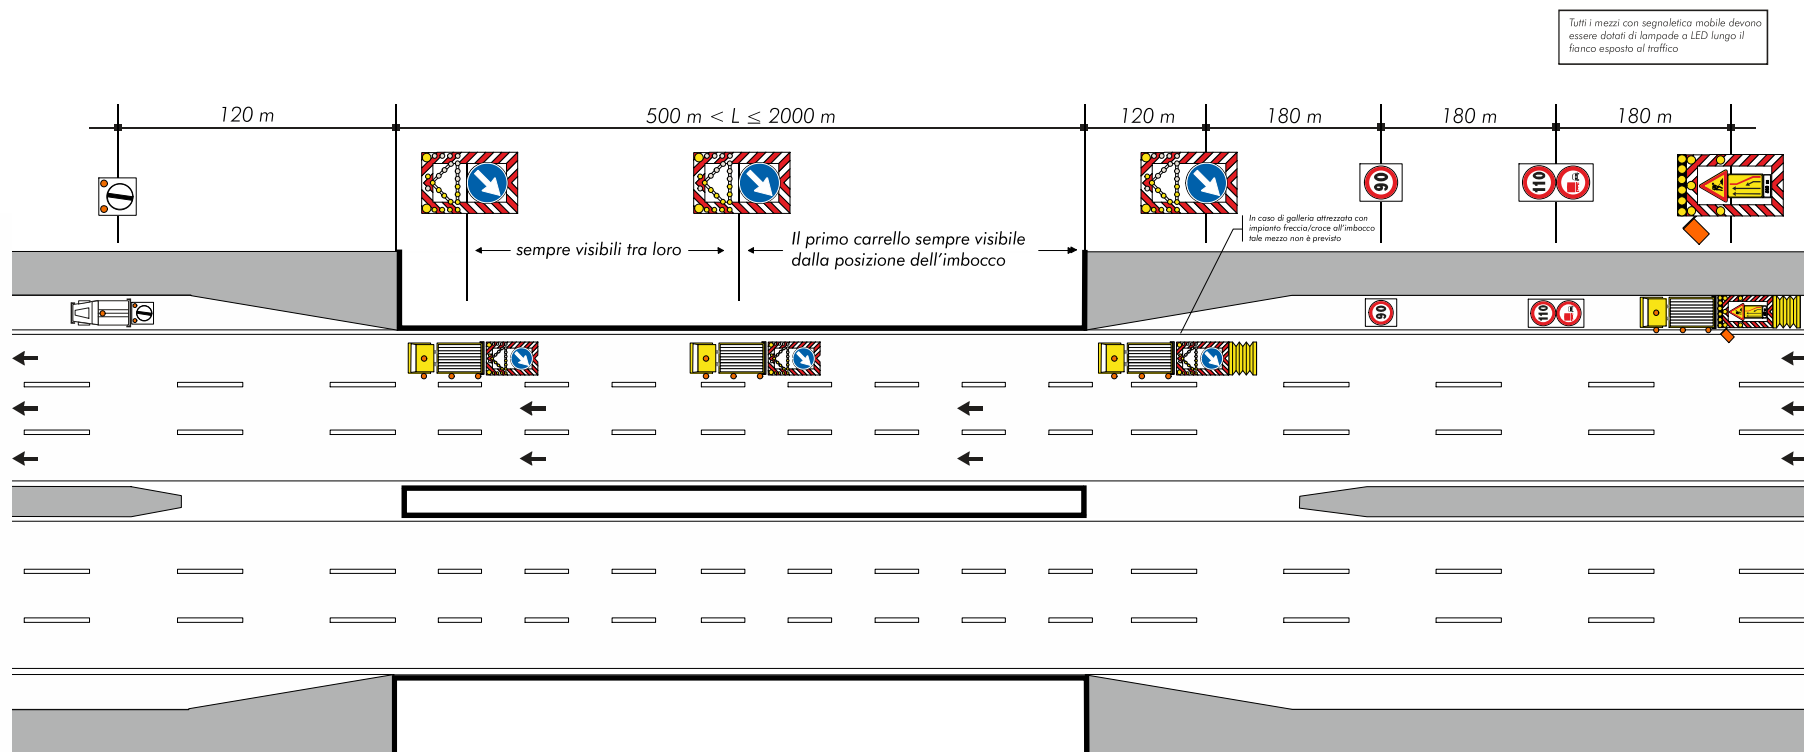 Tutti i mezzi con segnaletica mobile devono
essere dotati di lampade a LED lungo il
fianco esposto al traffico
120 m
500 m < L ≤ 2000 m
120 m
180 m
180 m
180 m
90
110
In caso di galleria attrezzata con
impianto freccia/croce all'imbocco
tale mezzo non è previsto
sempre visibili tra loro
Il primo carrello sempre visibile
dalla posizione dell'imbocco
90
110